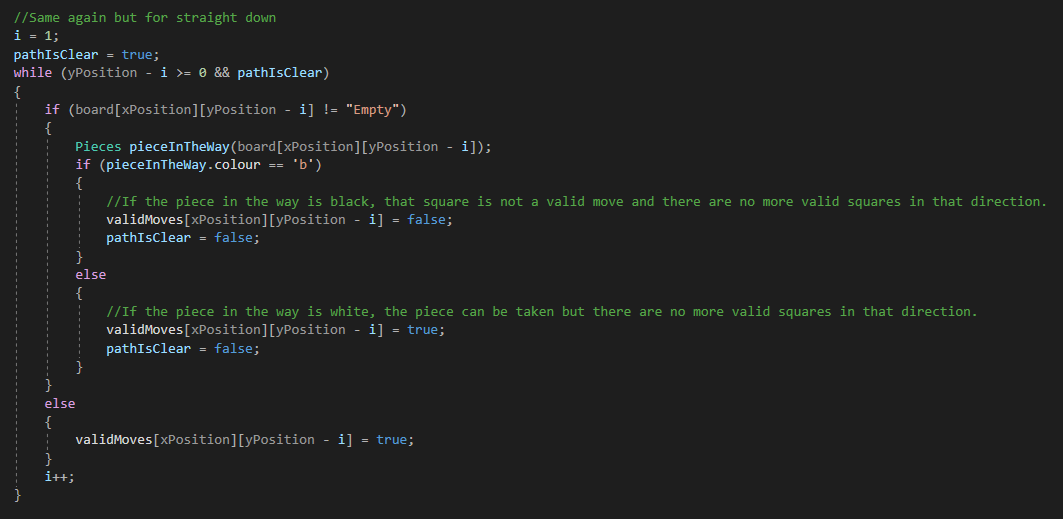 //Same again but for straight down
i = 1;
pathIsClear = true;
while (yPosition - i >= 0 && pathIsClear)
{
    if (board[xPosition][yPosition - i] != "Empty")
    {
        Pieces pieceInTheWay(board[xPosition][yPosition - i]);
        if (pieceInTheWay.colour == 'b')
        {
            //If the piece in the way is black, that square is not a valid move and there are no more valid squares in that direction.
            validMoves[xPosition][yPosition - i] = false;
            pathIsClear = false;
        }
        else
        {
            //If the piece in the way is white, the piece can be taken but there are no more valid squares in that direction.
            validMoves[xPosition][yPosition - i] = true;
            pathIsClear = false;
        }
    }
    else
    {
        validMoves[xPosition][yPosition - i] = true;
    }
    i++;
}